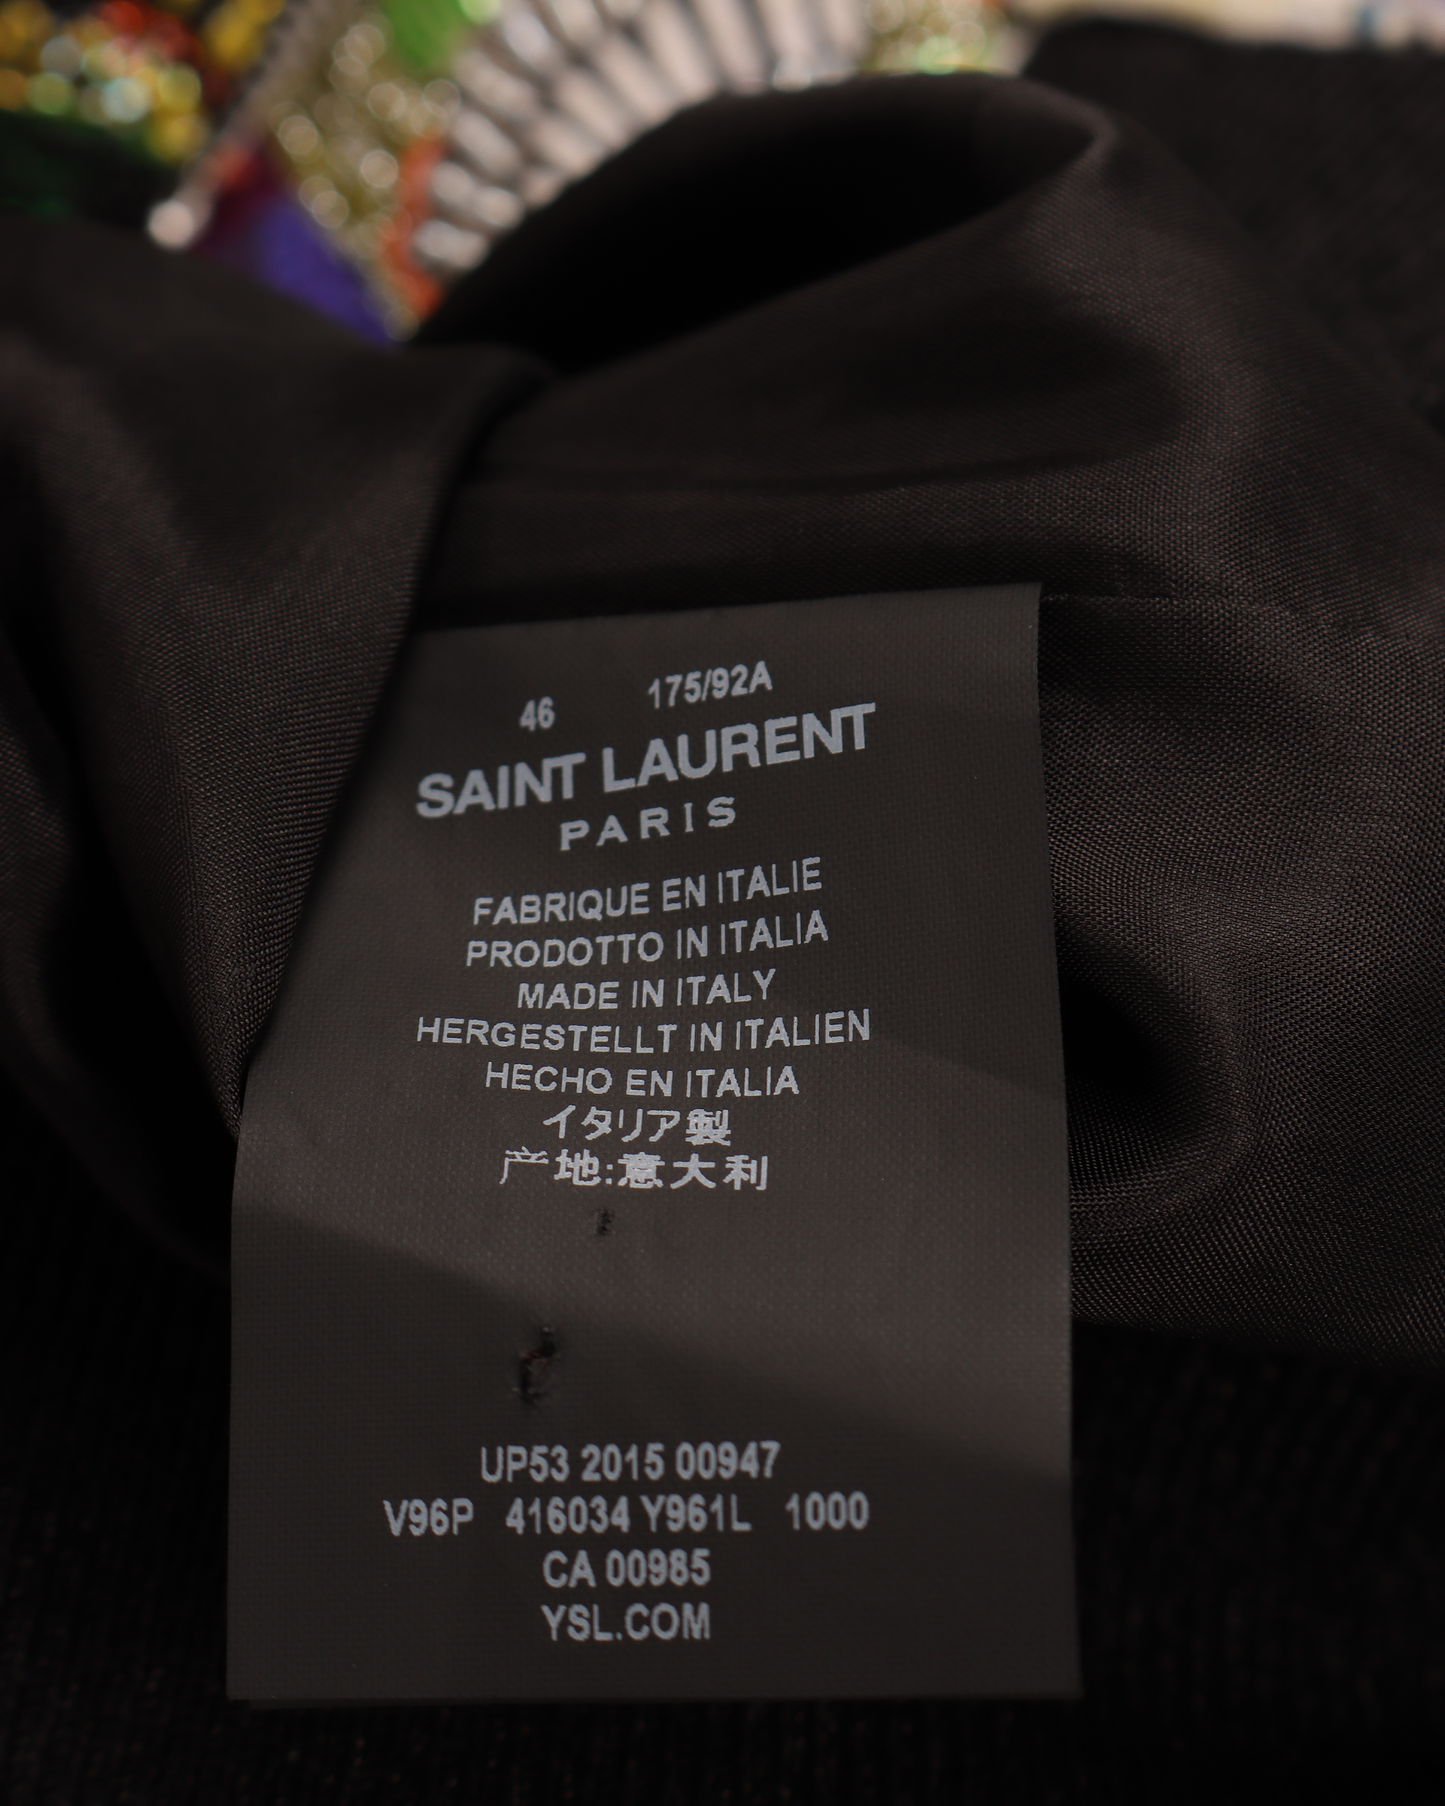 46 175/92A
SAINT LAURENT
PARIS
FABRIQUE EN ITALIE
PRODOTTO IN ITALIA
MADE IN ITALY
HERGESTELLT IN ITALIEN
HECHO EN ITALIA
イタリア製
产地:意大利
UP53 2015 00947
V96P 416034 Y961L 1000
CA 00985
YSL.COM